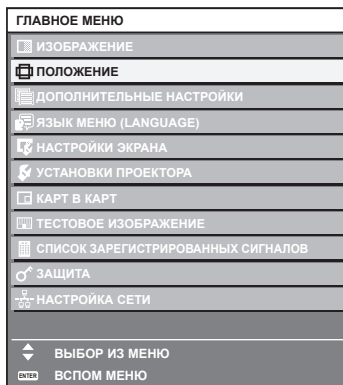 ГЛАВНОЕ МЕНЮ
ИЗОБРАЖЕНИЕ
ПОЛОЖЕНИЕ
ДОПОЛНИТЕЛЬНЫЕ НАСТРОЙКИ
ЯЗЫК МЕНЮ (LANGUAGE)
НАСТРОЙКИ ЭКРАНА
УСТАНОВКИ ПРОЕКТОРА
КАРТ В КАРТ
ТЕСТОВОЕ ИЗОБРАЖЕНИЕ
СПИСОК ЗАРЕГИСТРИРОВАННЫХ СИГНАЛОВ
ЗАЩИТА
НАСТРОЙКА СЕТИ
ВЫБОР ИЗ МЕНЮ
ENTER ВСПОМ МЕНЮ